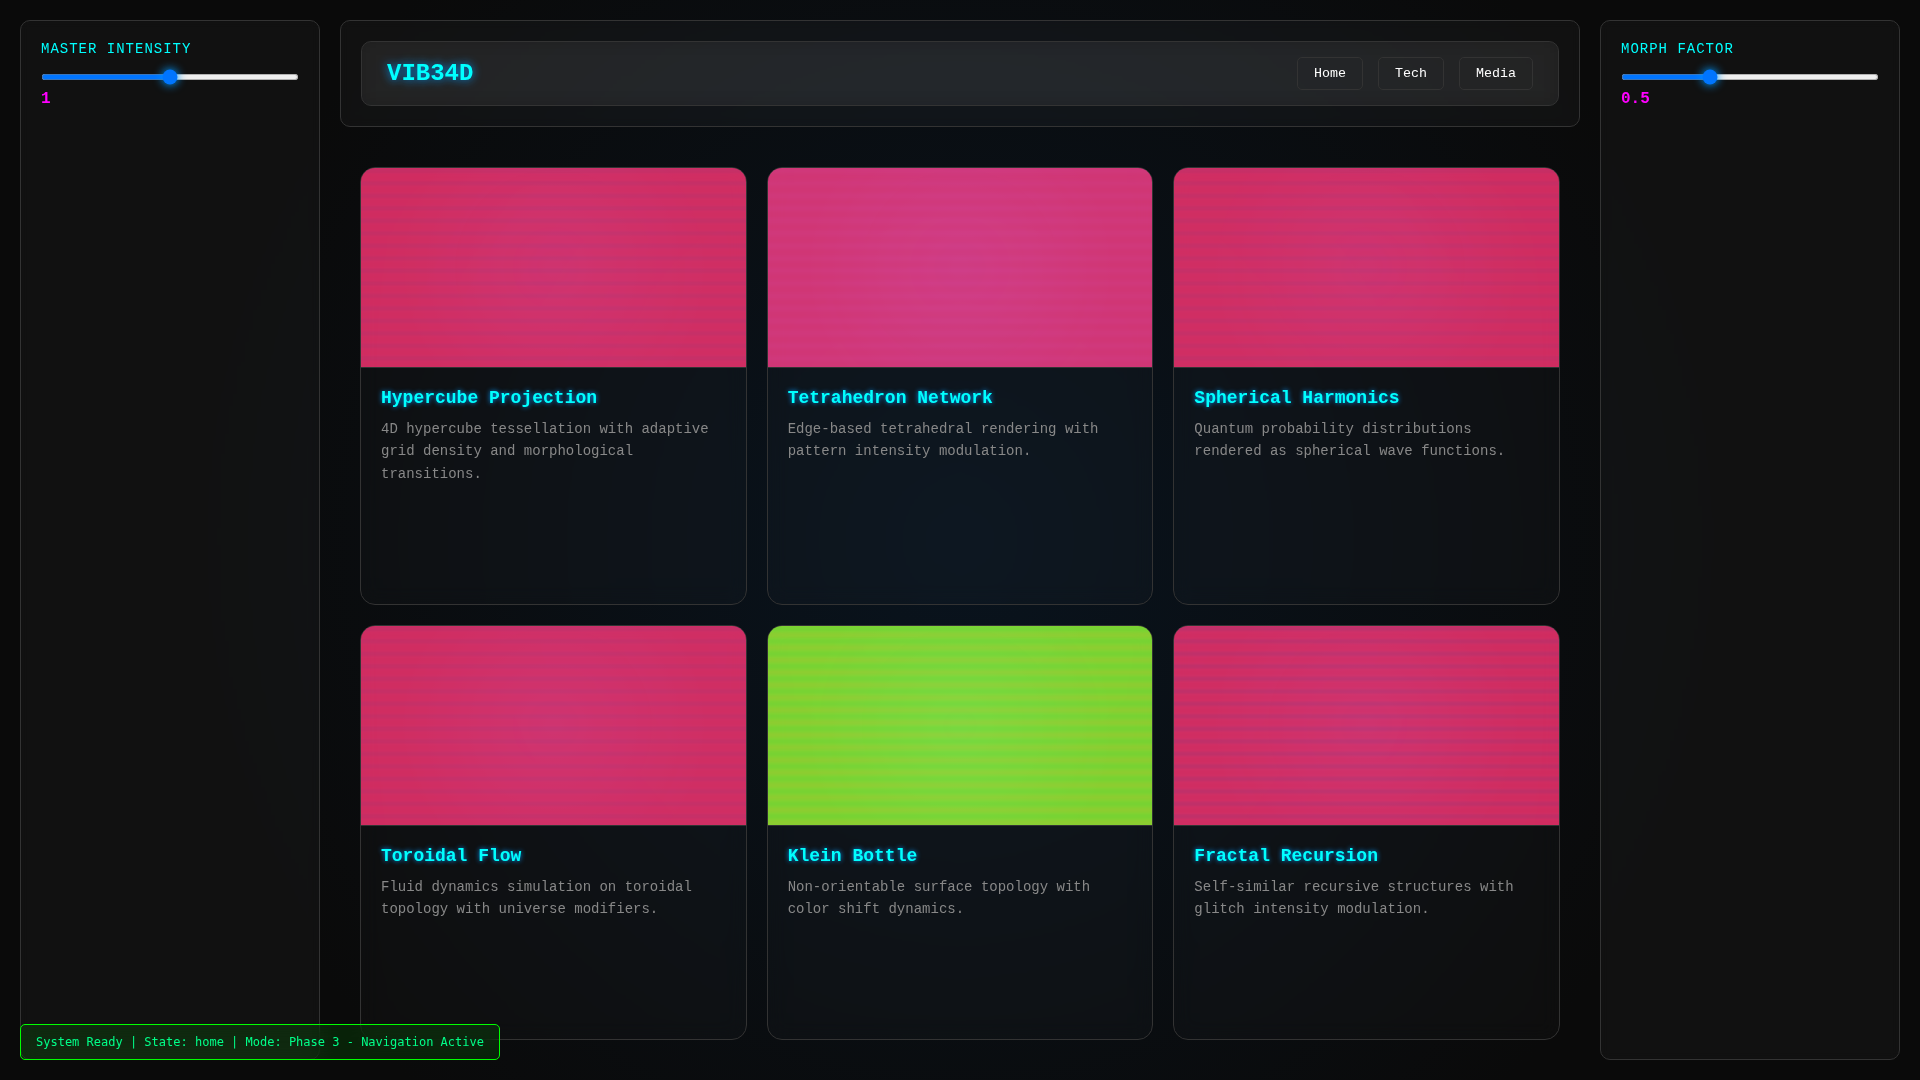 MASTER INTENSITY
1
VIB34D
Home
Tech
Media
MORPH FACTOR
0.5
Hypercube Projection
4D hypercube tessellation with adaptive
grid density and morphological
transitions.
Tetrahedron Network
Edge-based tetrahedral rendering with
pattern intensity modulation.
Spherical Harmonics
Quantum probability distributions
rendered as spherical wave functions.
Toroidal Flow
Fluid dynamics simulation on toroidal
topology with universe modifiers.
Klein Bottle
Non-orientable surface topology with
color shift dynamics.
Fractal Recursion
Self-similar recursive structures with
glitch intensity modulation.
System Ready | State: home | Mode: Phase 3 - Navigation Active